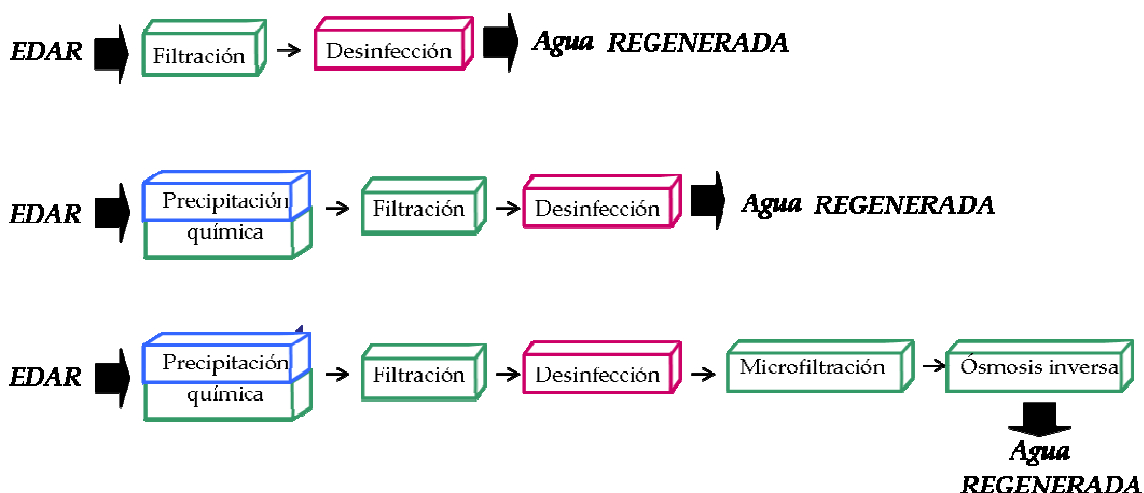 EDAR Filtración Desinfección Agua REGENERADA
EDAR Precipitación química Filtración Desinfección Agua REGENERADA
EDAR Precipitación química Filtración Desinfección Microfiltración Ósmosis inversa
Agua
REGENERADA